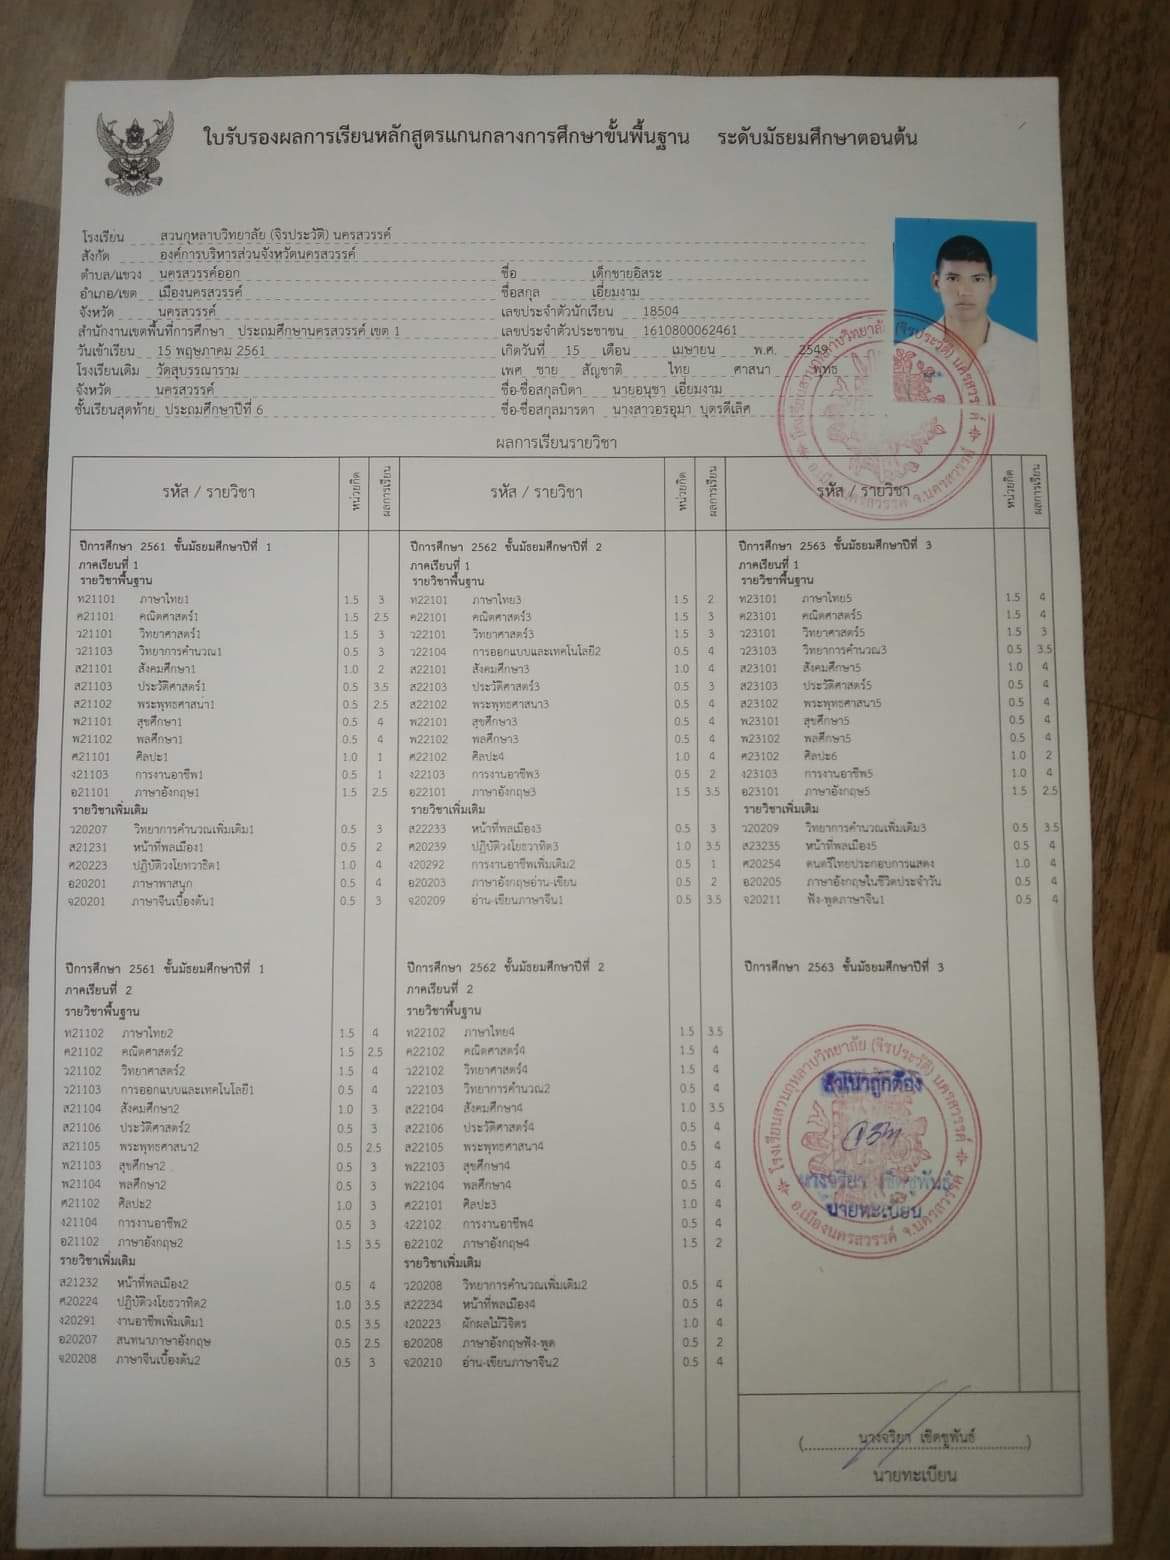 ใบรับรองผลการเรียนหลักสูตรแกนกลางการศึกษาขั้นพื้นฐาน ระดับมัธยมศึกษาตอนต้น
โรงเรียน สวนกุหลาบวิทยาลัย (จิรประวัติ) นครสวรรค์
สังกัด องค์การบริหารส่วนจังหวัดนครสวรรค์
ตำบล/แขวง นครสวรรค์ออก
อำเภอ/เขต เมืองนครสวรรค์
จังหวัด นครสวรรค์
สำนักงานเขตพื้นที่การศึกษา ประถมศึกษานครสวรรค์ เขต 1
วันเข้าเรียน 15 พฤษภาคม 2561
โรงเรียนเดิม วัดสุบรรณาราม
จังหวัด นครสวรรค์
ชั้นเรียนสุดท้าย ประถมศึกษาปีที่ 6
ชื่อ เด็กชายอิสระ
ชื่อสกุล เอี่ยมงาม
เลขประจำตัวนักเรียน 18504
เลขประจำตัวประชาชน 1610800062461
เกิดวันที่ 15 เดือน เมษายน พ.ศ. 2549
เพศ ชาย สัญชาติ ไทย ศาสนา พุทธ
ชื่อ-ชื่อสกุลบิดา นายอนุชา เอี่ยมงาม
ชื่อ-ชื่อสกุลมารดา นางสาวอรอุมา บุตรดีเลิศ
ผลการเรียนรายวิชา
รหัส / รายวิชา หน่วยกิต ผลการเรียน
ปีการศึกษา 2561 ชั้นมัธยมศึกษาปีที่ 1
ภาคเรียนที่ 1
รายวิชาพื้นฐาน
ท21101 ภาษาไทย1 1.5 3
ค21101 คณิตศาสตร์1 1.5 2.5
ว21101 วิทยาศาสตร์1 1.5 3
ว21103 วิทยาการคำนวณ1 0.5 3
ส21101 สังคมศึกษา1 1.0 2
ส21103 ประวัติศาสตร์1 0.5 3.5
ส21102 พระพุทธศาสนา1 0.5 2.5
พ21101 สุขศึกษา1 0.5 4
พ21102 พลศึกษา1 0.5 4
ศ21101 ศิลปะ1 1.0 1
ง21103 การงานอาชีพ1 0.5 1
อ21101 ภาษาอังกฤษ1 1.5 2.5
รายวิชาเพิ่มเติม
ว20207 วิทยาการคำนวณเพิ่มเติม1 0.5 3
ส21231 หน้าที่พลเมือง1 0.5 2
ศ20223 ปฏิบัติวงโยทวาธิต1 1.0 4
อ20201 ภาษาพาสนุก 0.5 4
จ20201 ภาษาจีนเบื้องต้น1 0.5 3
ปีการศึกษา 2561 ชั้นมัธยมศึกษาปีที่ 1
ภาคเรียนที่ 2
รายวิชาพื้นฐาน
ท21102 ภาษาไทย2 1.5 4
ค21102 คณิตศาสตร์2 1.5 2.5
ว21102 วิทยาศาสตร์2 1.5 4
ว21103 การออกแบบและเทคโนโลยี1 0.5 4
ส21104 สังคมศึกษา2 1.0 3
ส21106 ประวัติศาสตร์2 0.5 3
ส21105 พระพุทธศาสนา2 0.5 2.5
พ21103 สุขศึกษา2 0.5 3
พ21104 พลศึกษา2 0.5 3
ศ21102 ศิลปะ2 1.0 3
ง21104 การงานอาชีพ2 0.5 3
อ21102 ภาษาอังกฤษ2 1.5 3.5
รายวิชาเพิ่มเติม
ส21232 หน้าที่พลเมือง2 0.5 4
ศ20224 ปฏิบัติวงโยธวาทิต2 1.0 3.5
ง20291 งานอาชีพเพิ่มเติม1 0.5 3.5
อ20207 สนทนาภาษาอังกฤษ 0.5 2.5
จ20208 ภาษาจีนเบื้องต้น2 0.5 3
รหัส / รายวิชา หน่วยกิต ผลการเรียน
ปีการศึกษา 2562 ชั้นมัธยมศึกษาปีที่ 2
ภาคเรียนที่ 1
รายวิชาพื้นฐาน
ท22101 ภาษาไทย3 1.5 2
ค22101 คณิตศาสตร์3 1.5 3
ว22101 วิทยาศาสตร์3 1.5 3
ว22104 การออกแบบและเทคโนโลยี2 0.5 4
ส22101 สังคมศึกษา3 1.0 4
ส22103 ประวัติศาสตร์3 0.5 3
ส22102 พระพุทธศาสนา3 0.5 4
พ22101 สุขศึกษา3 0.5 4
พ22102 พลศึกษา3 0.5 4
ศ22102 ศิลปะ4 1.0 4
ง22103 การงานอาชีพ3 0.5 2
อ22101 ภาษาอังกฤษ3 1.5 3.5
รายวิชาเพิ่มเติม
ส22233 หน้าที่พลเมือง3 0.5 3
ศ20239 ปฏิบัติวงโยธวาทิต3 1.0 3.5
ง20292 การงานอาชีพเพิ่มเติม2 0.5 1
อ20203 ภาษาอังกฤษอ่าน-เขียน 0.5 2
จ20209 อ่าน-เขียนภาษาจีน1 0.5 3.5
ปีการศึกษา 2562 ชั้นมัธยมศึกษาปีที่ 2
ภาคเรียนที่ 2
รายวิชาพื้นฐาน
ท22102 ภาษาไทย4 1.5 3.5
ค22102 คณิตศาสตร์4 1.5 4
ว22102 วิทยาศาสตร์4 1.5 4
ว22103 วิทยาการคำนวณ2 0.5 4
ส22104 สังคมศึกษา4 1.0 3.5
ส22106 ประวัติศาสตร์4 0.5 4
ส22105 พระพุทธศาสนา4 0.5 4
พ22103 สุขศึกษา4 0.5 4
พ22104 พลศึกษา4 0.5 4
ศ22101 ศิลปะ3 1.0 4
ง22102 การงานอาชีพ4 0.5 4
อ22102 ภาษาอังกฤษ4 1.5 2
รายวิชาเพิ่มเติม
ว20208 วิทยาการคำนวณเพิ่มเติม2 0.5 4
ส22234 หน้าที่พลเมือง4 0.5 4
ง20223 ผักผลไม้วิจิตร 1.0 4
อ20208 ภาษาอังกฤษฟัง-พูด 0.5 2
จ20210 อ่าน-เขียนภาษาจีน2 0.5 4
รหัส / รายวิชา หน่วยกิต ผลการเรียน
ปีการศึกษา 2563 ชั้นมัธยมศึกษาปีที่ 3
ภาคเรียนที่ 1
รายวิชาพื้นฐาน
ท23101 ภาษาไทย5 1.5 4
ค23101 คณิตศาสตร์5 1.5 4
ว23101 วิทยาศาสตร์5 1.5 3
ว23103 วิทยาการคำนวณ3 0.5 3.5
ส23101 สังคมศึกษา5 1.0 4
ส23103 ประวัติศาสตร์5 0.5 4
ส23102 พระพุทธศาสนา5 0.5 4
พ23101 สุขศึกษา5 0.5 4
พ23102 พลศึกษา5 0.5 4
ศ23102 ศิลปะ6 1.0 2
ง23103 การงานอาชีพ5 1.0 4
อ23101 ภาษาอังกฤษ5 1.5 2.5
รายวิชาเพิ่มเติม
ว20209 วิทยาการคำนวณเพิ่มเติม3 0.5 3.5
ส23235 หน้าที่พลเมือง5 0.5 4
ศ20254 ดนตรีไทยประกอบการแสดง 1.0 4
อ20205 ภาษาอังกฤษในชีวิตประจำวัน 0.5 4
จ20211 ฟัง-พูดภาษาจีน1 0.5 4
ปีการศึกษา 2563 ชั้นมัธยมศึกษาปีที่ 3
โรงเรียนสวนกุหลาบวิทยาลัย (จิรประวัติ) นครสวรรค์
อ.เมืองนครสวรรค์ จ.นครสวรรค์
สำเนาถูกต้อง
นางจริยา เชิดชูพันธ์
นายทะเบียน
โรงเรียนสวนกุหลาบวิทยาลัย (จิรประวัติ) นครสวรรค์
อ.เมืองนครสวรรค์ จ.นครสวรรค์
(นางจริยา เชิดชูพันธ์)
นายทะเบียน